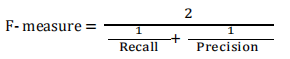 F- measure = 2 / (1/Recall + 1/Precision)